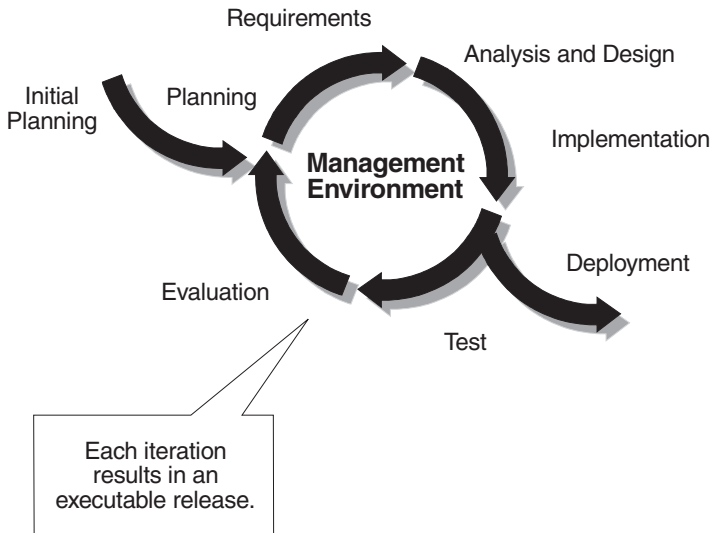 Requirements
Analysis and Design
Initial
Planning
Planning
Implementation
Management
Environment
Deployment
Evaluation
Test
Each iteration
results in an
executable release.